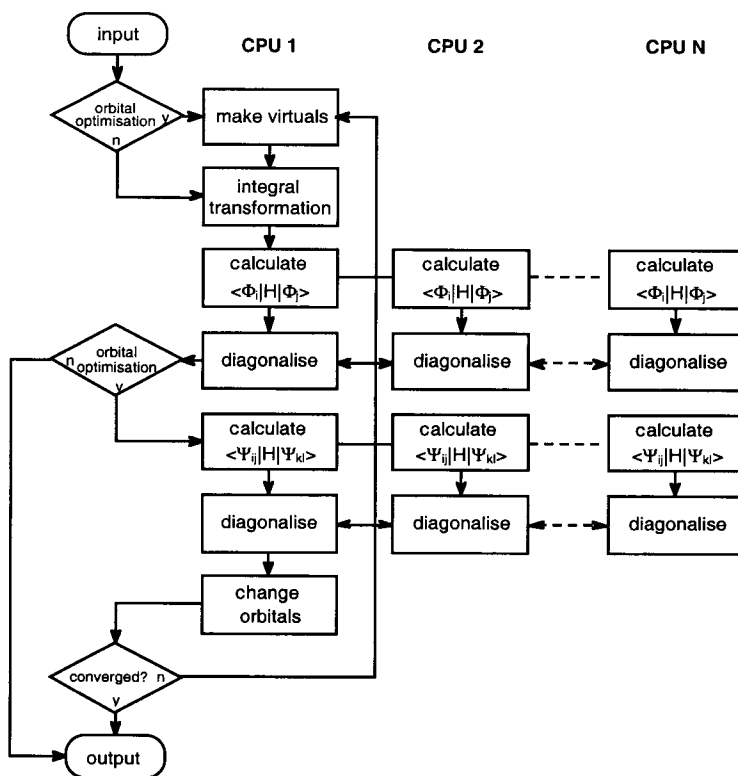 input
CPU 1
CPU 2
CPU N
orbital
optimisation y
n
make virtuals
integral
transformation
calculate
<Φi|H|Φj>
calculate
<Φi|H|Φj>
calculate
<Φi|H|Φj>
orbital
n optimisation
y
diagonalise
diagonalise
diagonalise
calculate
<Ψij|H|Ψkl>
calculate
<Ψij|H|Ψkl>
calculate
<Ψij|H|Ψkl>
diagonalise
diagonalise
diagonalise
change
orbitals
converged? n
y
output